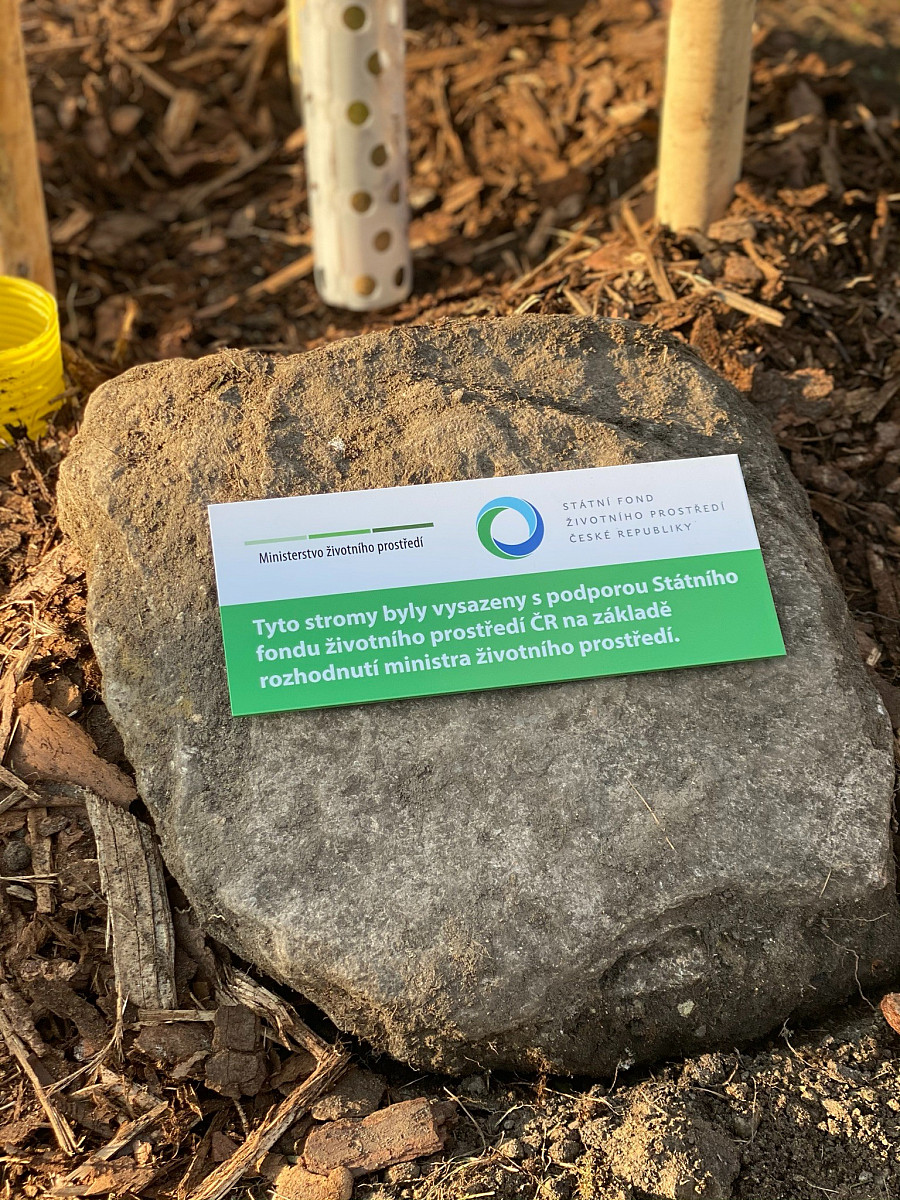 Ministerstvo životního prostředí
STÁTNÍ FOND
ŽIVOTNÍHO PROSTŘEDÍ
ČESKÉ REPUBLIKY
Tyto stromy byly vysazeny s podporou Státního
fondu životního prostředí ČR na základě
rozhodnutí ministra životního prostředí.